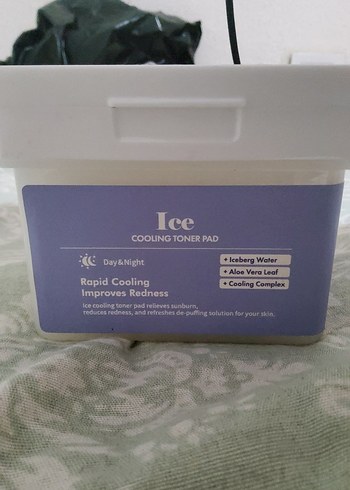 Ice
COOLING TONER PAD
Day&Night
+ Iceberg Water
+ Aloe Vera Leaf
+ Cooling Complex
Rapid Cooling
Improves Redness
Ice cooling toner pad relieves sunburn,
reduces redness, and refreshes de-puffing solution for your skin.